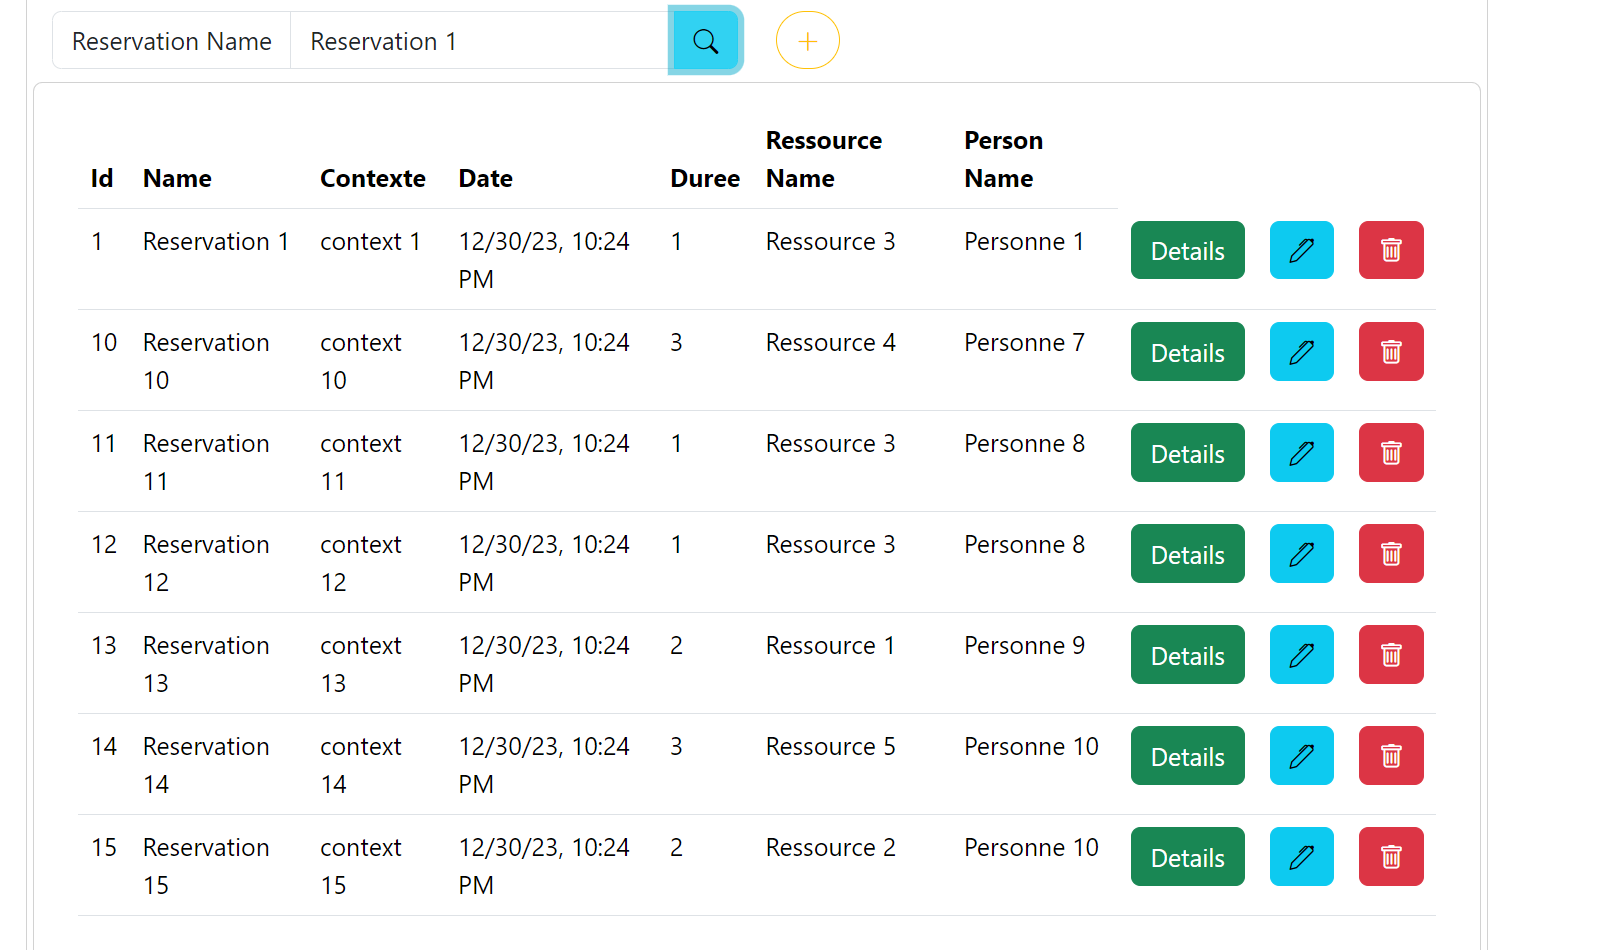 Reservation Name Reservation 1
Id Name Contexte Date Duree Ressource Name Person Name
1 Reservation 1 context 1 12/30/23, 10:24 PM 1 Ressource 3 Personne 1 Details
10 Reservation 10 context 10 12/30/23, 10:24 PM 3 Ressource 4 Personne 7 Details
11 Reservation 11 context 11 12/30/23, 10:24 PM 1 Ressource 3 Personne 8 Details
12 Reservation 12 context 12 12/30/23, 10:24 PM 1 Ressource 3 Personne 8 Details
13 Reservation 13 context 13 12/30/23, 10:24 PM 2 Ressource 1 Personne 9 Details
14 Reservation 14 context 14 12/30/23, 10:24 PM 3 Ressource 5 Personne 10 Details
15 Reservation 15 context 15 12/30/23, 10:24 PM 2 Ressource 2 Personne 10 Details